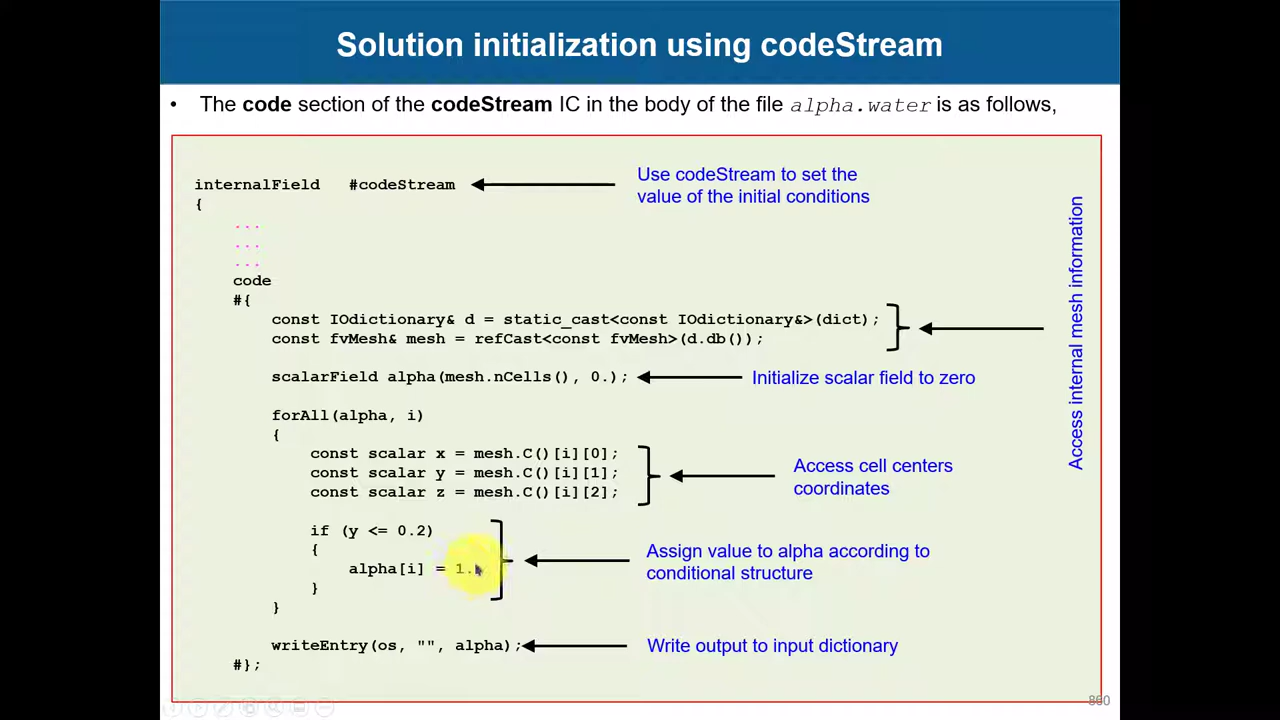 Solution initialization using codeStream
• The code section of the codeStream IC in the body of the file alpha.water is as follows,
internalField #codeStream
Use codeStream to set the
value of the initial conditions
{
...
...
...
code
#{
const IOdictionary& d = static_cast<const IOdictionary&>(dict);
const fvMesh& mesh = refCast<const fvMesh>(d.db());
Access internal mesh information
scalarField alpha(mesh.nCells(), 0.);
Initialize scalar field to zero
forAll(alpha, i)
{
const scalar x = mesh.C()[i][0];
const scalar y = mesh.C()[i][1];
const scalar z = mesh.C()[i][2];
Access cell centers
coordinates
if (y <= 0.2)
{
alpha[i] = 1.
}
Assign value to alpha according to
conditional structure
}
writeEntry(os, "", alpha);
Write output to input dictionary
#};
860